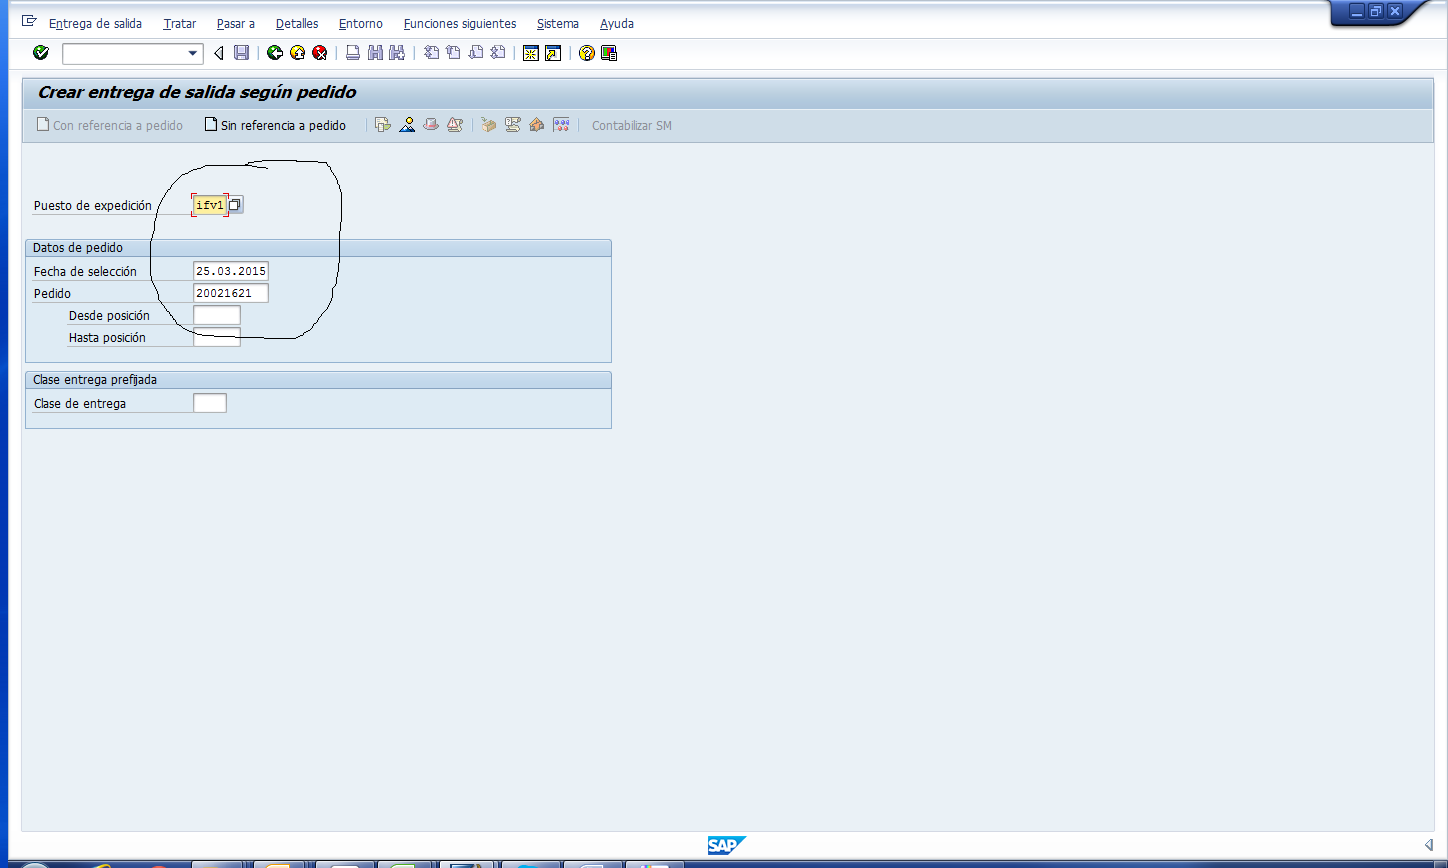 Entrega de salida Tratar Pasar a Detalles Entorno Funciones siguientes Sistema Ayuda
Crear entrega de salida según pedido
Con referencia a pedido Sin referencia a pedido Contabilizar SM
Puesto de expedición ifv1
Datos de pedido
Fecha de selección 25.03.2015
Pedido 20021621
Desde posición
Hasta posición
Clase entrega prefijada
Clase de entrega
SAP